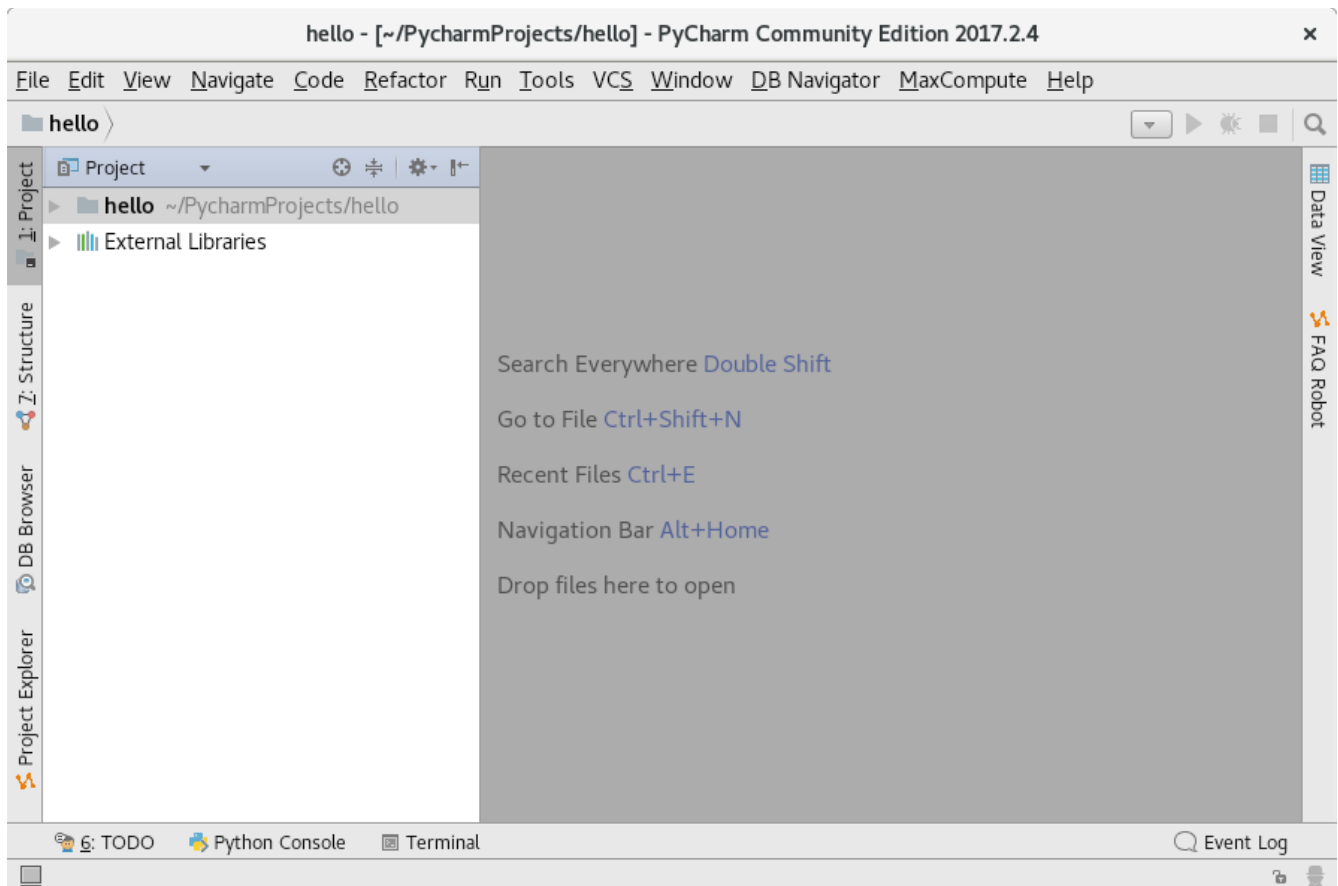 hello - [~/PycharmProjects/hello] - PyCharm Community Edition 2017.2.4
File Edit View Navigate Code Refactor Run Tools VCS Window DB Navigator MaxCompute Help
hello
Project
hello ~/PycharmProjects/hello
External Libraries
1: Project
7: Structure
DB Browser
Project Explorer
Search Everywhere Double Shift
Go to File Ctrl+Shift+N
Recent Files Ctrl+E
Navigation Bar Alt+Home
Drop files here to open
Data View
FAQ Robot
6: TODO Python Console Terminal Event Log